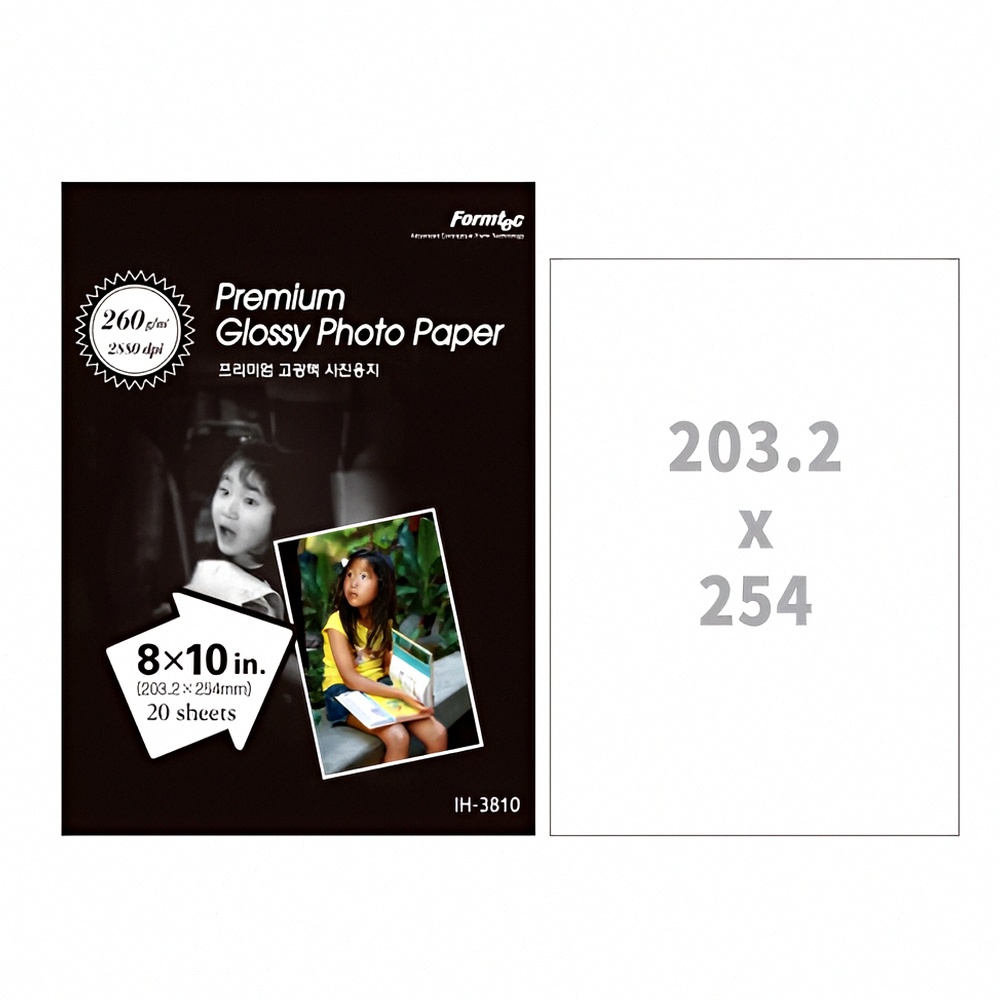 Formtec
260 g/㎡
2880 dpi
Premium
Glossy Photo Paper
프리미엄 고광택 사진용지
8×10 in.
(203.2×254mm)
20 sheets
IH-3810
203.2
x
254